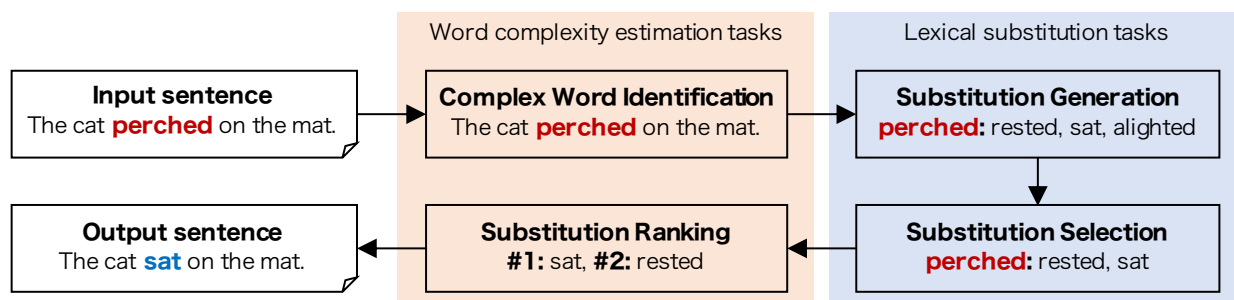 Word complexity estimation tasks
Lexical substitution tasks
Input sentence
The cat perched on the mat.
Complex Word Identification
The cat perched on the mat.
Substitution Generation
perched: rested, sat, alighted
Output sentence
The cat sat on the mat.
Substitution Ranking
#1: sat, #2: rested
Substitution Selection
perched: rested, sat